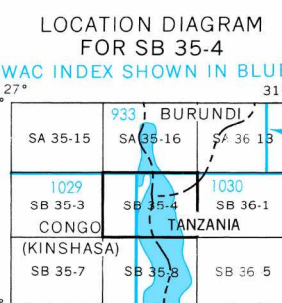 LOCATION DIAGRAM
FOR SB 35-4
WAC INDEX SHOWN IN BLUE
27° 31
933 BURUNDI
SA 35-15 SA 35-16 SA 36 13
1029 1030
SB 35-3 SB 35-4 SB 36-1
CONGO TANZANIA
(KINSHASA)
SB 35-7 SB 35-8 SB 36 5